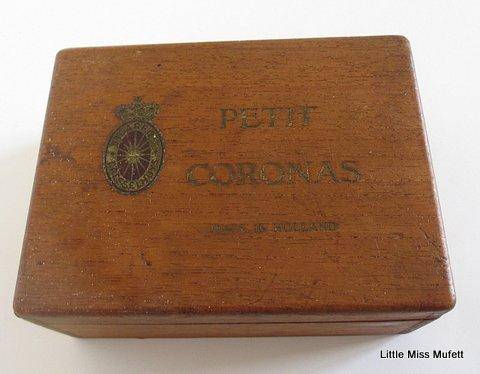 PETIT
CORONAS
MADE IN HOLLAND
Little Miss Mufett